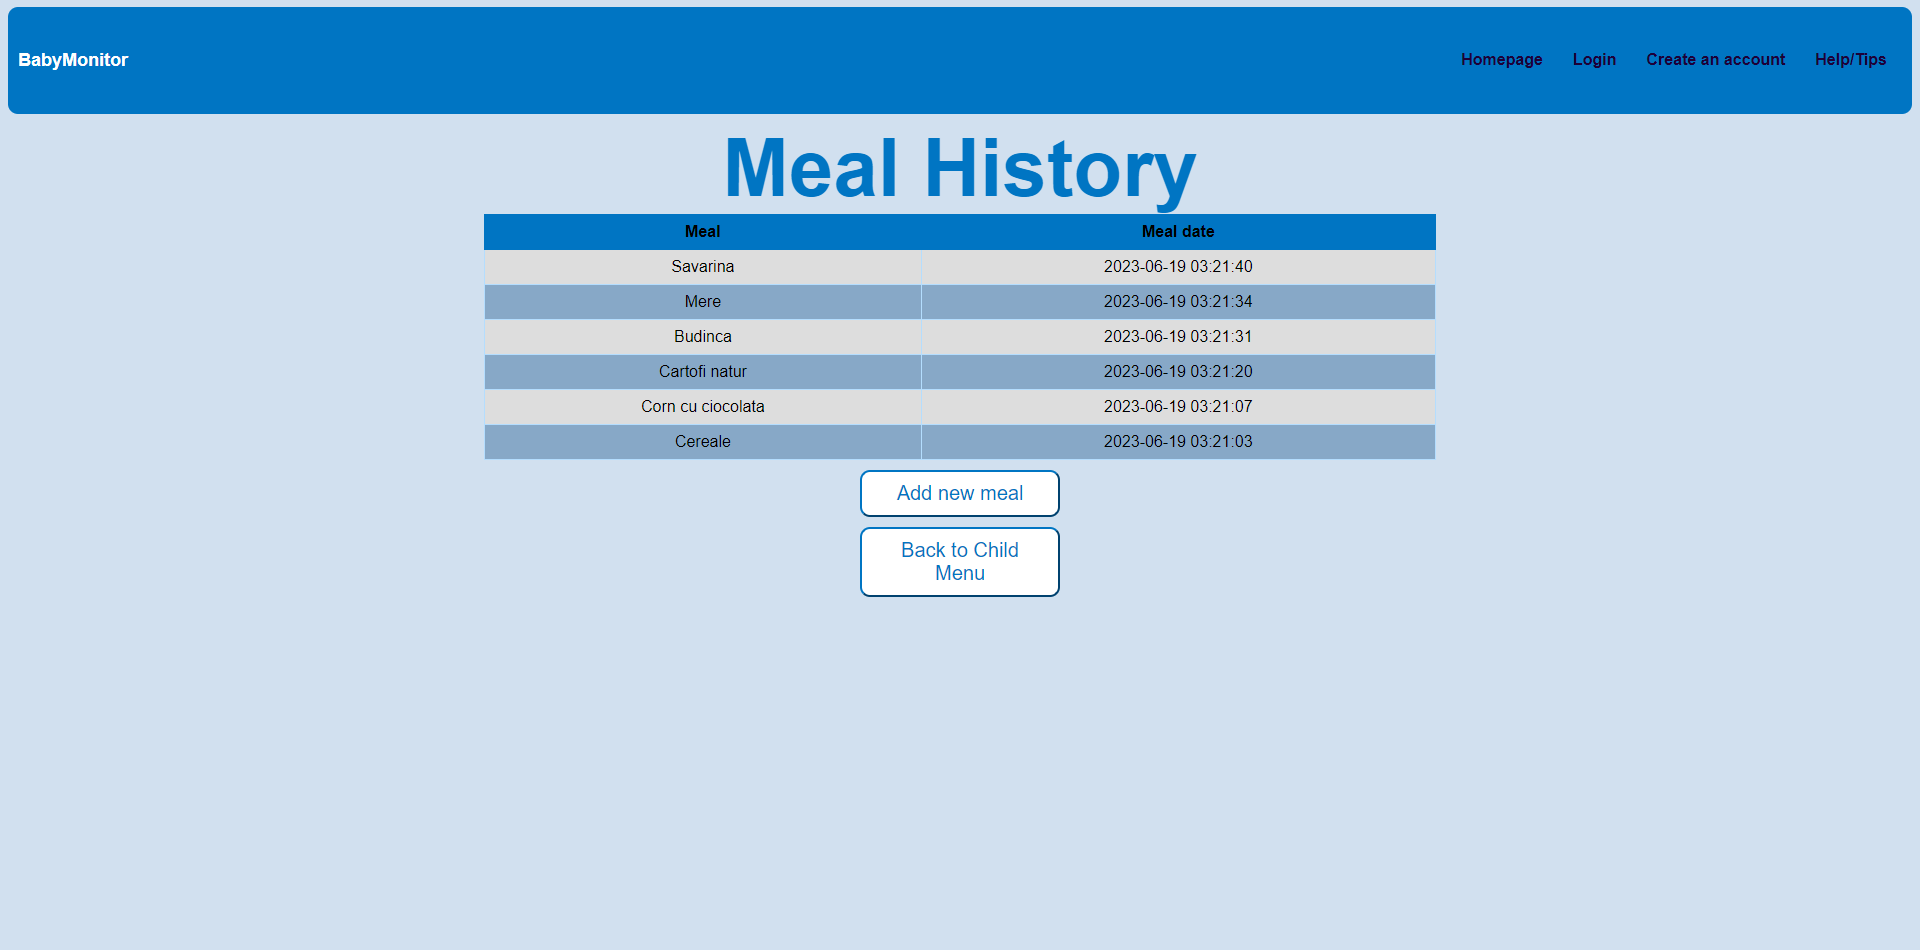 BabyMonitor
Homepage Login Create an account Help/Tips
Meal History
Meal Meal date
Savarina 2023-06-19 03:21:40
Mere 2023-06-19 03:21:34
Budinca 2023-06-19 03:21:31
Cartofi natur 2023-06-19 03:21:20
Corn cu ciocolata 2023-06-19 03:21:07
Cereale 2023-06-19 03:21:03
Add new meal
Back to Child
Menu